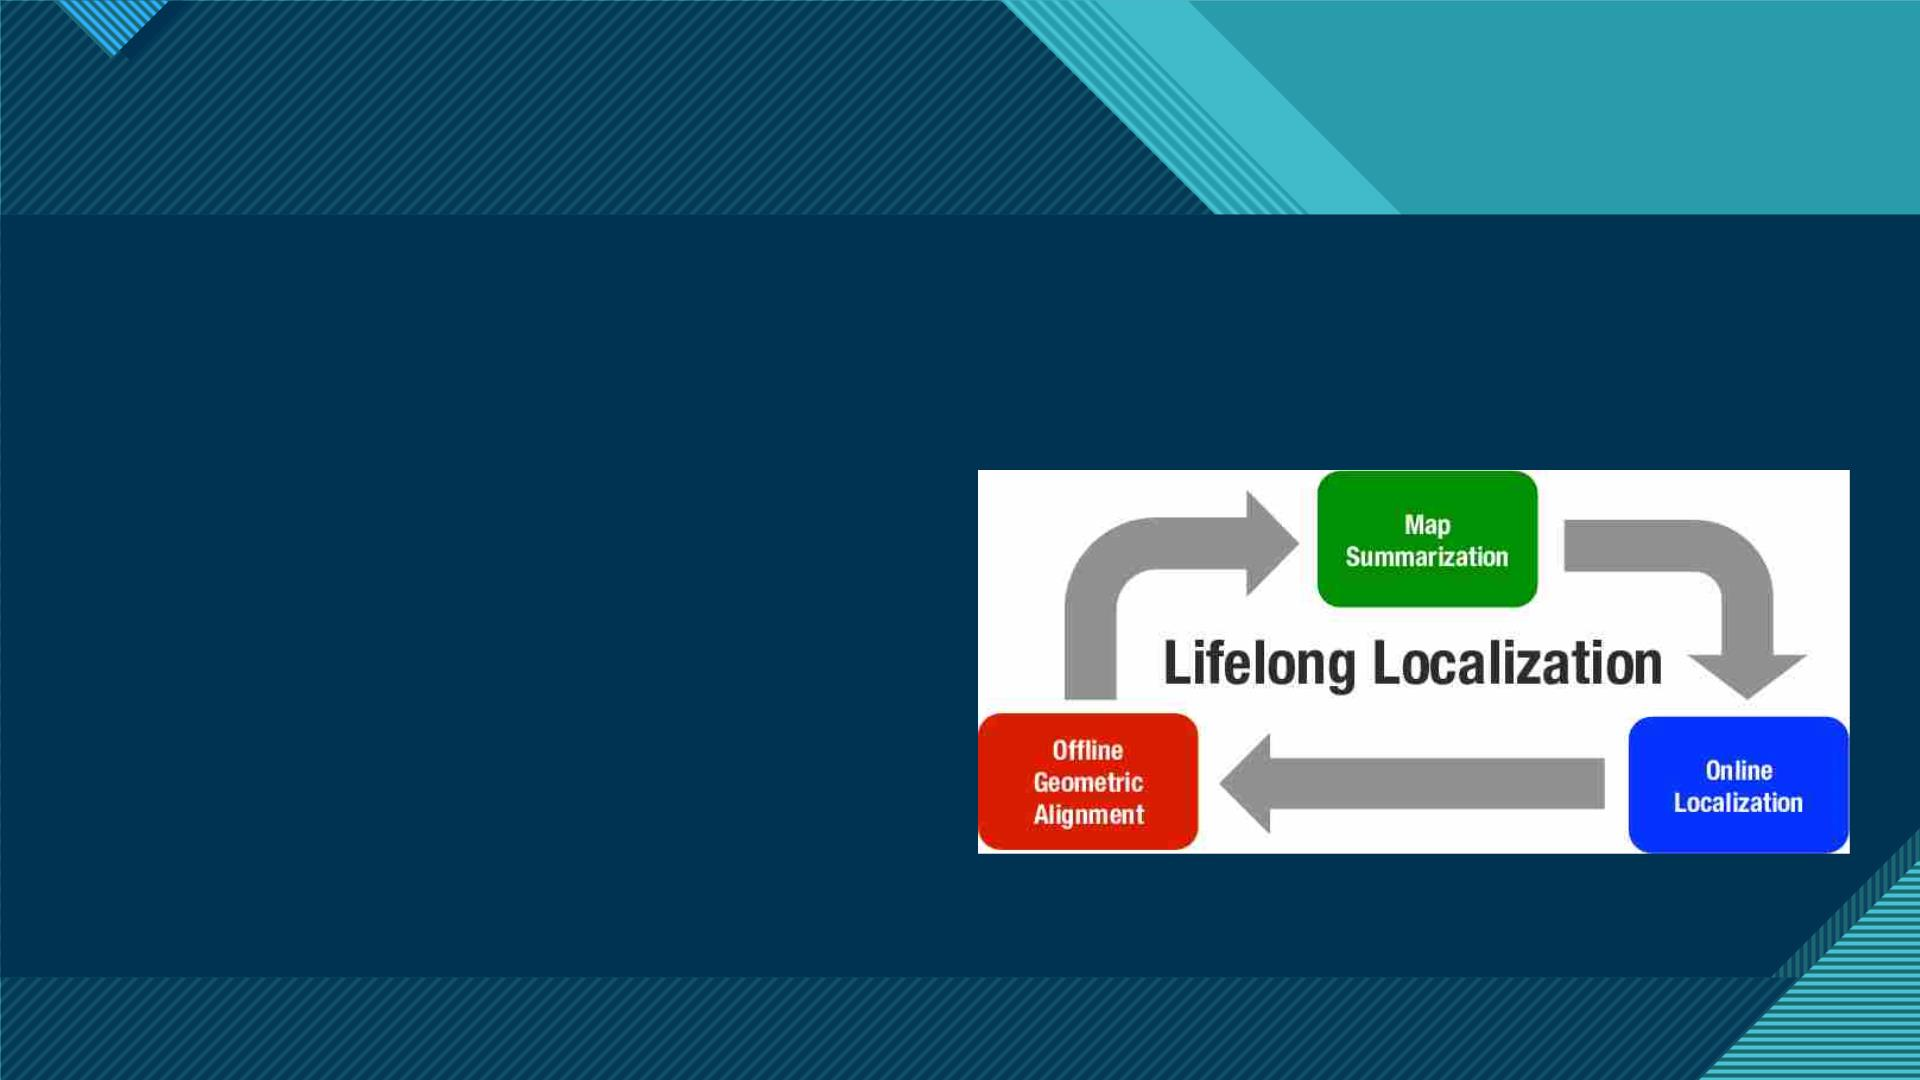 Map
Summarization
Lifelong Localization
Offline
Geometric
Alignment
Online
Localization